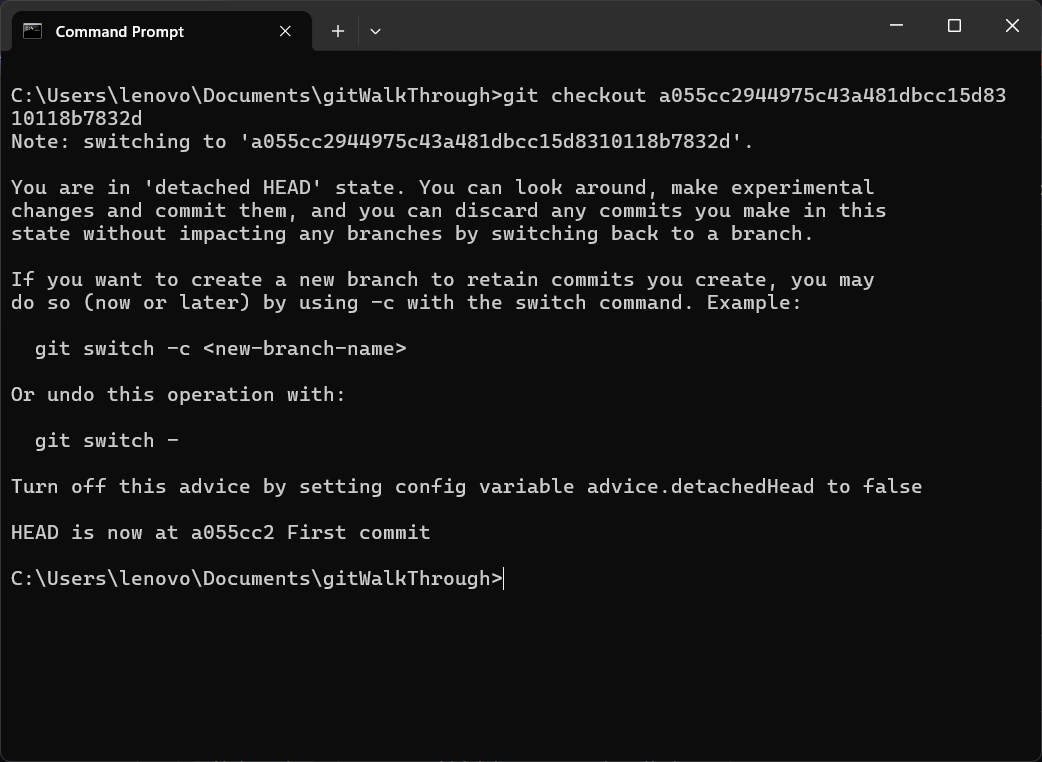 Command Prompt
C:\Users\lenovo\Documents\gitWalkThrough>git checkout a055cc2944975c43a481dbcc15d83
10118b7832d
Note: switching to 'a055cc2944975c43a481dbcc15d8310118b7832d'.
You are in 'detached HEAD' state. You can look around, make experimental
changes and commit them, and you can discard any commits you make in this
state without impacting any branches by switching back to a branch.
If you want to create a new branch to retain commits you create, you may
do so (now or later) by using -c with the switch command. Example:
git switch -c <new-branch-name>
Or undo this operation with:
git switch -
Turn off this advice by setting config variable advice.detachedHead to false
HEAD is now at a055cc2 First commit
C:\Users\lenovo\Documents\gitWalkThrough>